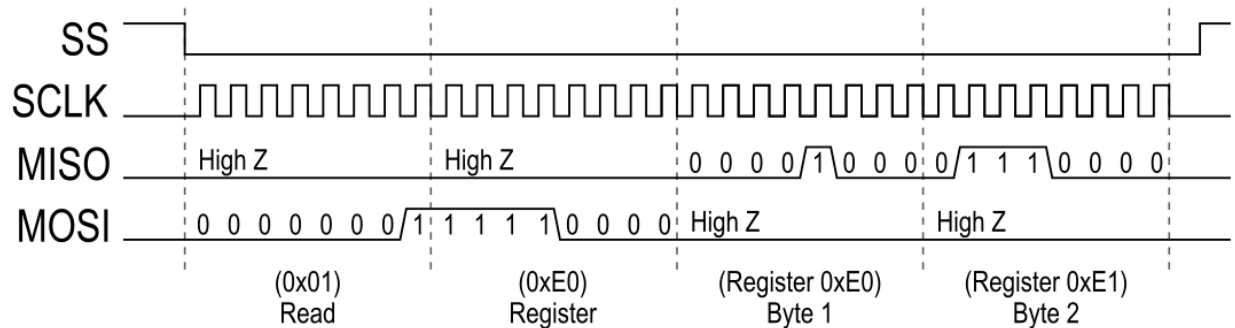 SS
SCLK
MISO High Z High Z 0 0 0 0 1 0 0 0 0 1 1 1 0 0 0 0
MOSI 0 0 0 0 0 0 0 1 1 1 1 1 0 0 0 0 High Z High Z
(0x01) (0xE0) (Register 0xE0) (Register 0xE1)
Read Register Byte 1 Byte 2